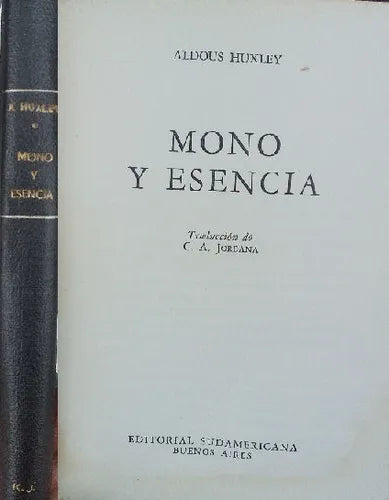 A HUXLEY
MONO
Y
ESENCIA
K. J.
ALDOUS HUXLEY
MONO
Y ESENCIA
Traducción de
C. A. JORDANA
EDITORIAL SUDAMERICANA
BUENOS AIRES